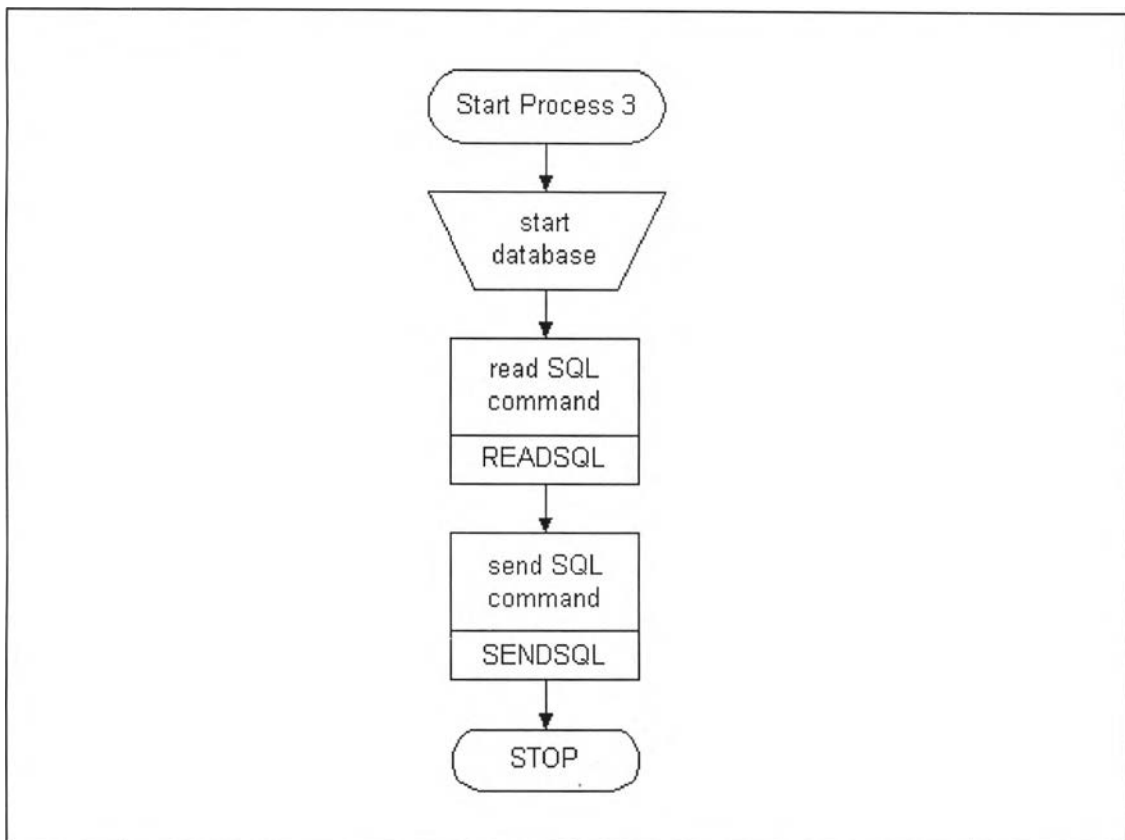 Start Process 3
start
database
read SQL
command
READSQL
send SQL
command
SENDSQL
STOP